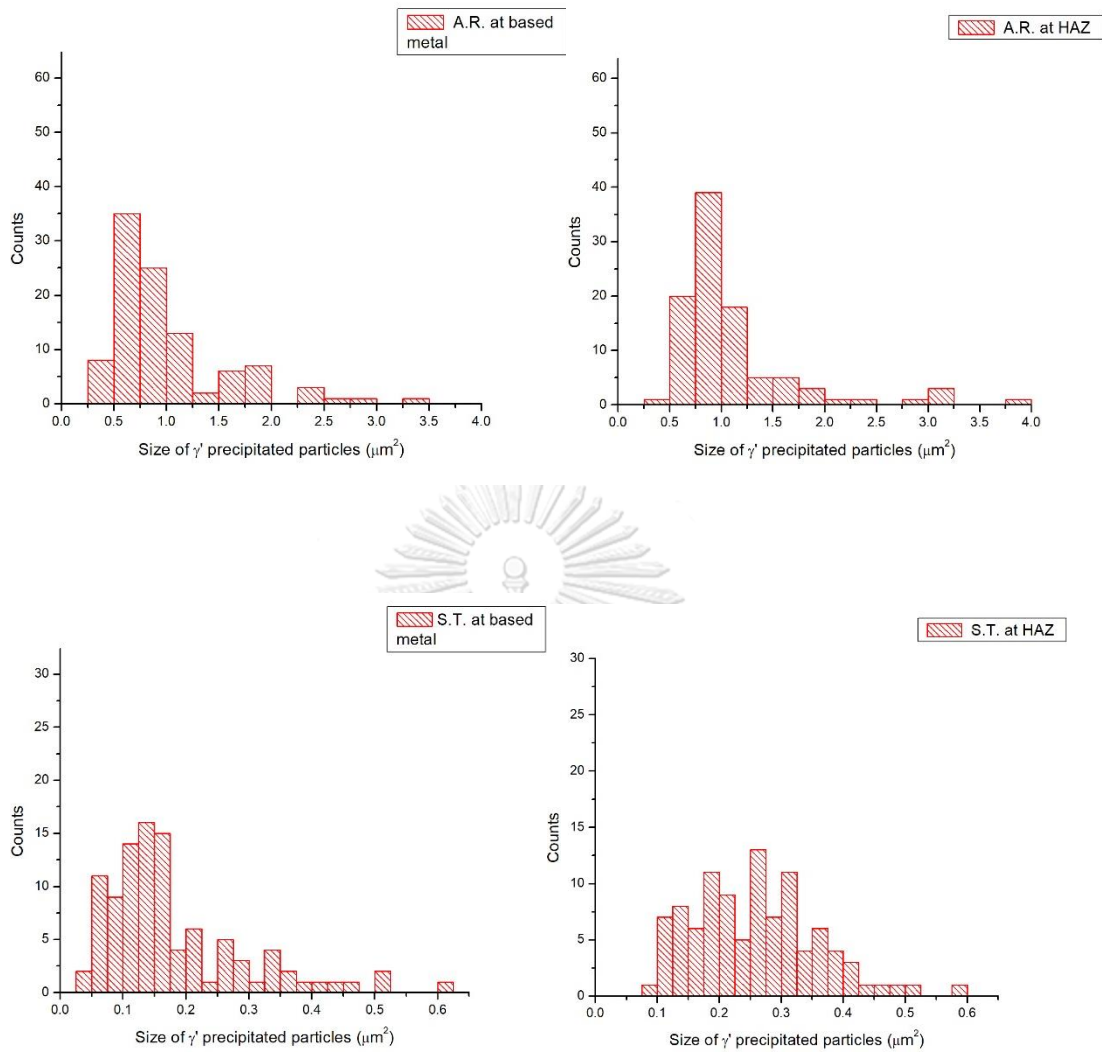 A.R. at based
metal
60
50
40
30
20
10
0
Counts
0.0 0.5 1.0 1.5 2.0 2.5 3.0 3.5 4.0
Size of γ' precipitated particles (μm²)
A.R. at HAZ
60
50
40
30
20
10
0
Counts
0.0 0.5 1.0 1.5 2.0 2.5 3.0 3.5 4.0
Size of γ' precipitated particles (μm²)
S.T. at based
metal
30
25
20
15
10
5
0
Counts
0.0 0.1 0.2 0.3 0.4 0.5 0.6
Size of γ' precipitated particles (μm²)
S.T. at HAZ
30
25
20
15
10
5
0
Counts
0.0 0.1 0.2 0.3 0.4 0.5 0.6
Size of γ' precipitated particles (μm²)